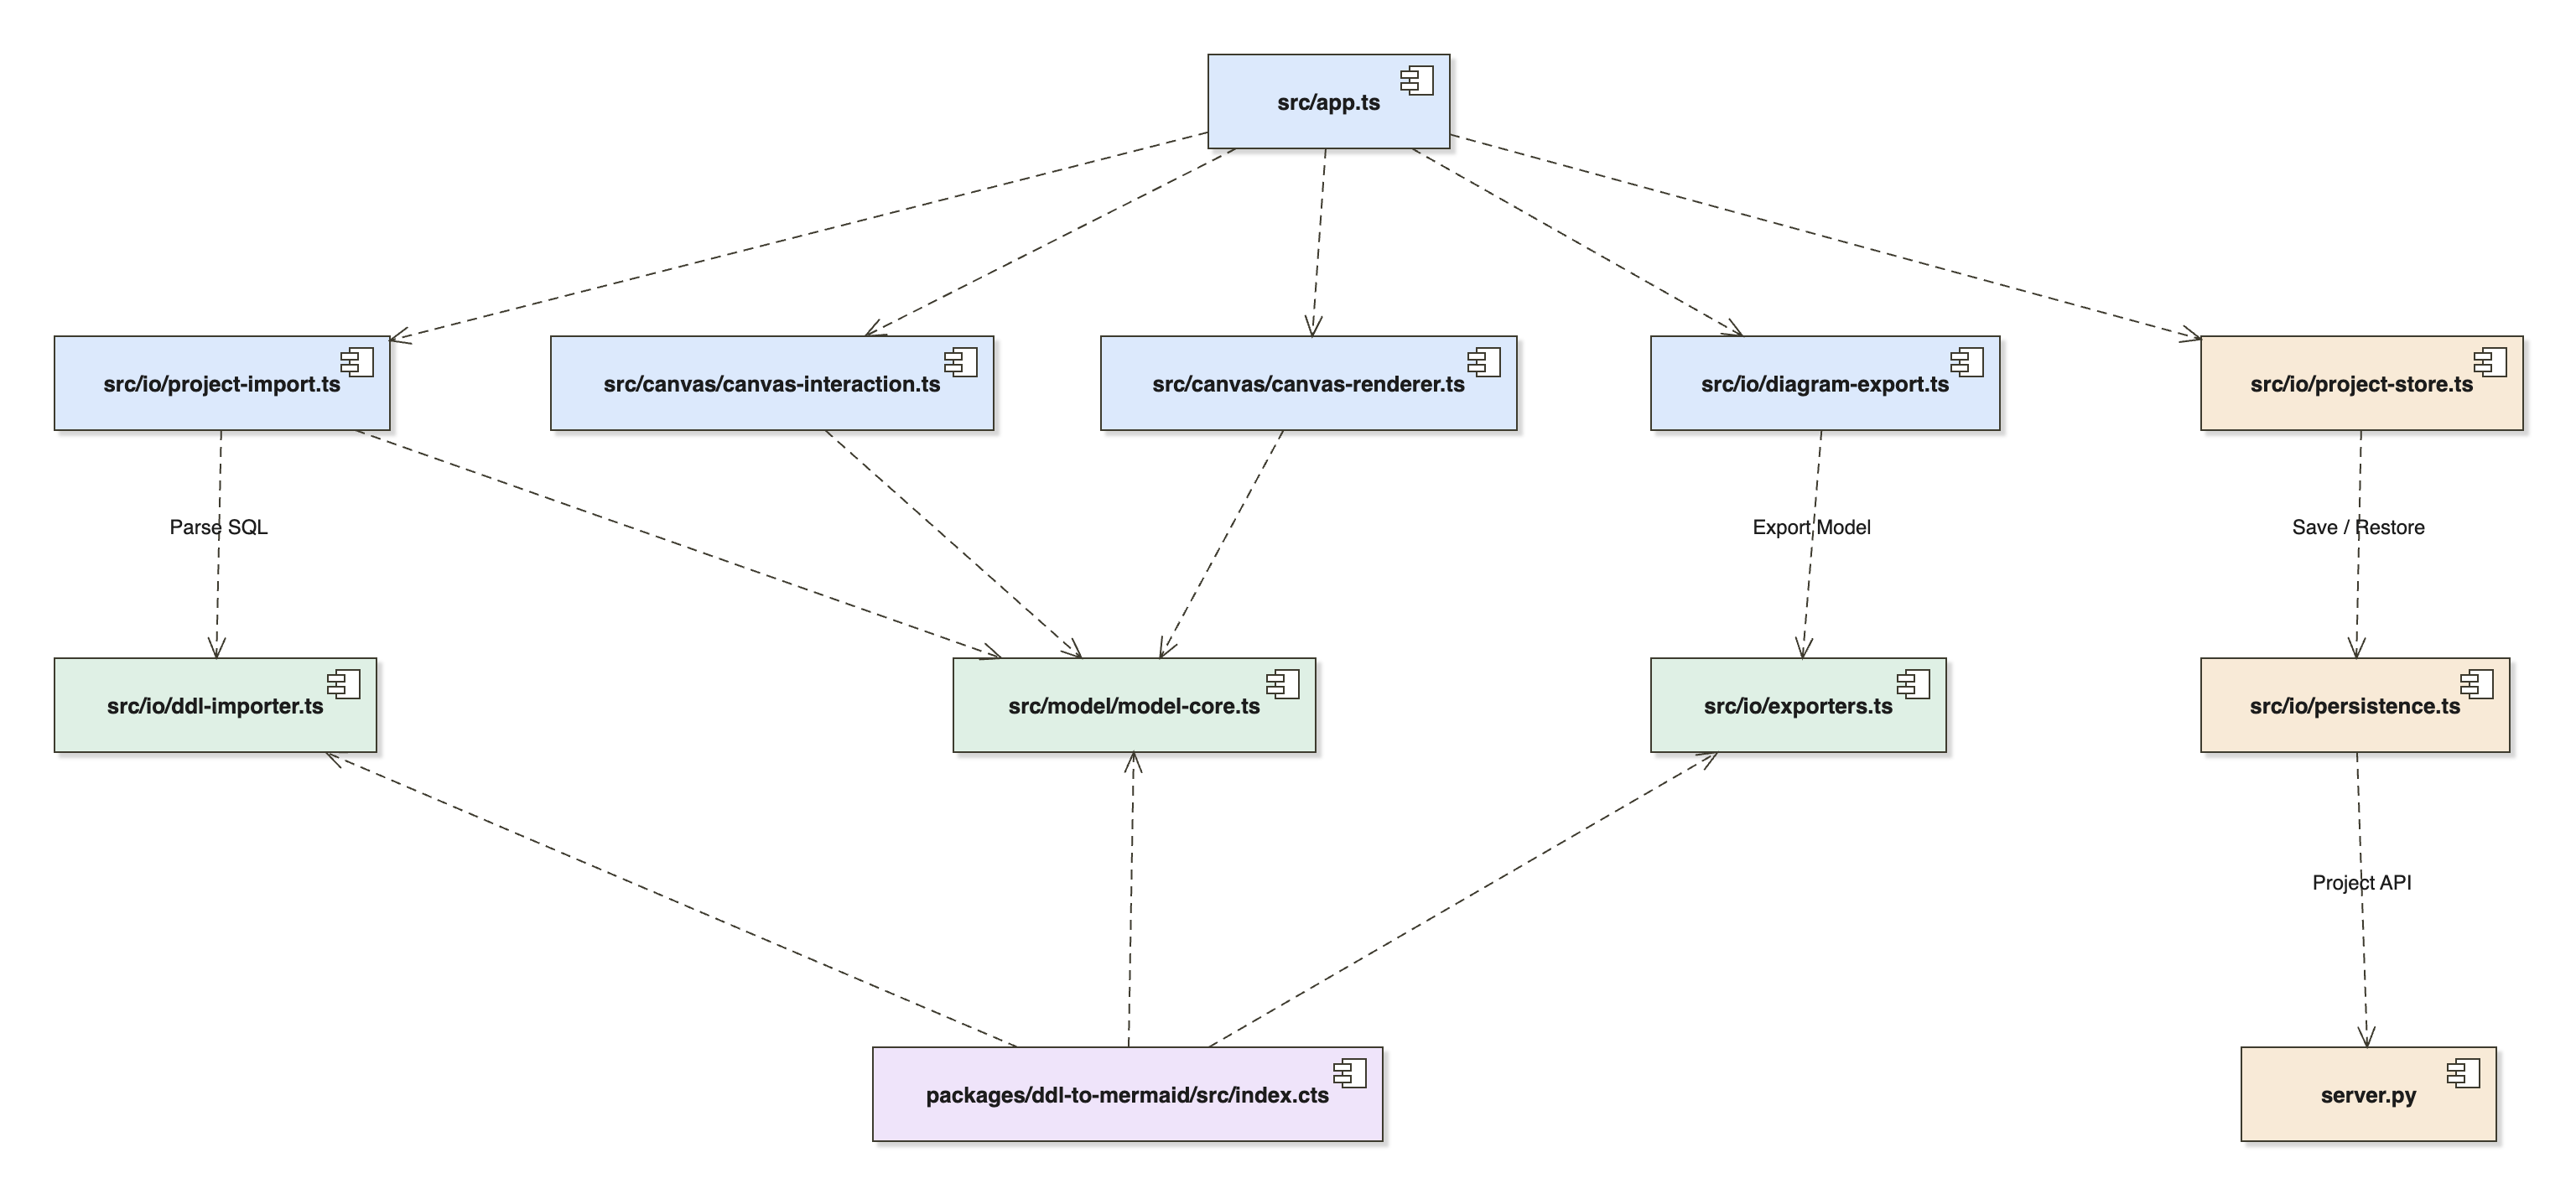 src/app.ts
src/io/project-import.ts
src/canvas/canvas-interaction.ts
src/canvas/canvas-renderer.ts
src/io/diagram-export.ts
src/io/project-store.ts
Parse SQL
Export Model
Save / Restore
src/io/ddl-importer.ts
src/model/model-core.ts
src/io/exporters.ts
src/io/persistence.ts
Project API
packages/ddl-to-mermaid/src/index.cts
server.py